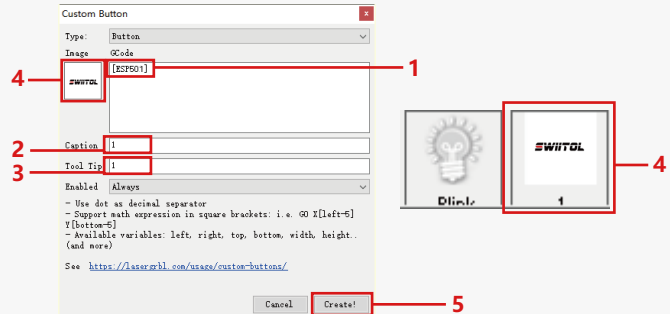 Custom Button
x
Type: Button
Image GCode
[ESP501]
1
4
SWIITOL
2
Caption 1
3
Tool Tip 1
Enabled Always
- Use dot as decimal separator
- Support math expression in square brackets: i.e. G0 X[left-5]
Y[bottom-5]
- Available variables: left, right, top, bottom, width, height..
(and more)
See https://lasergrbl.com/usage/custom-buttons/
Cancel Create!
5
SWIITOL
4
Blink 1